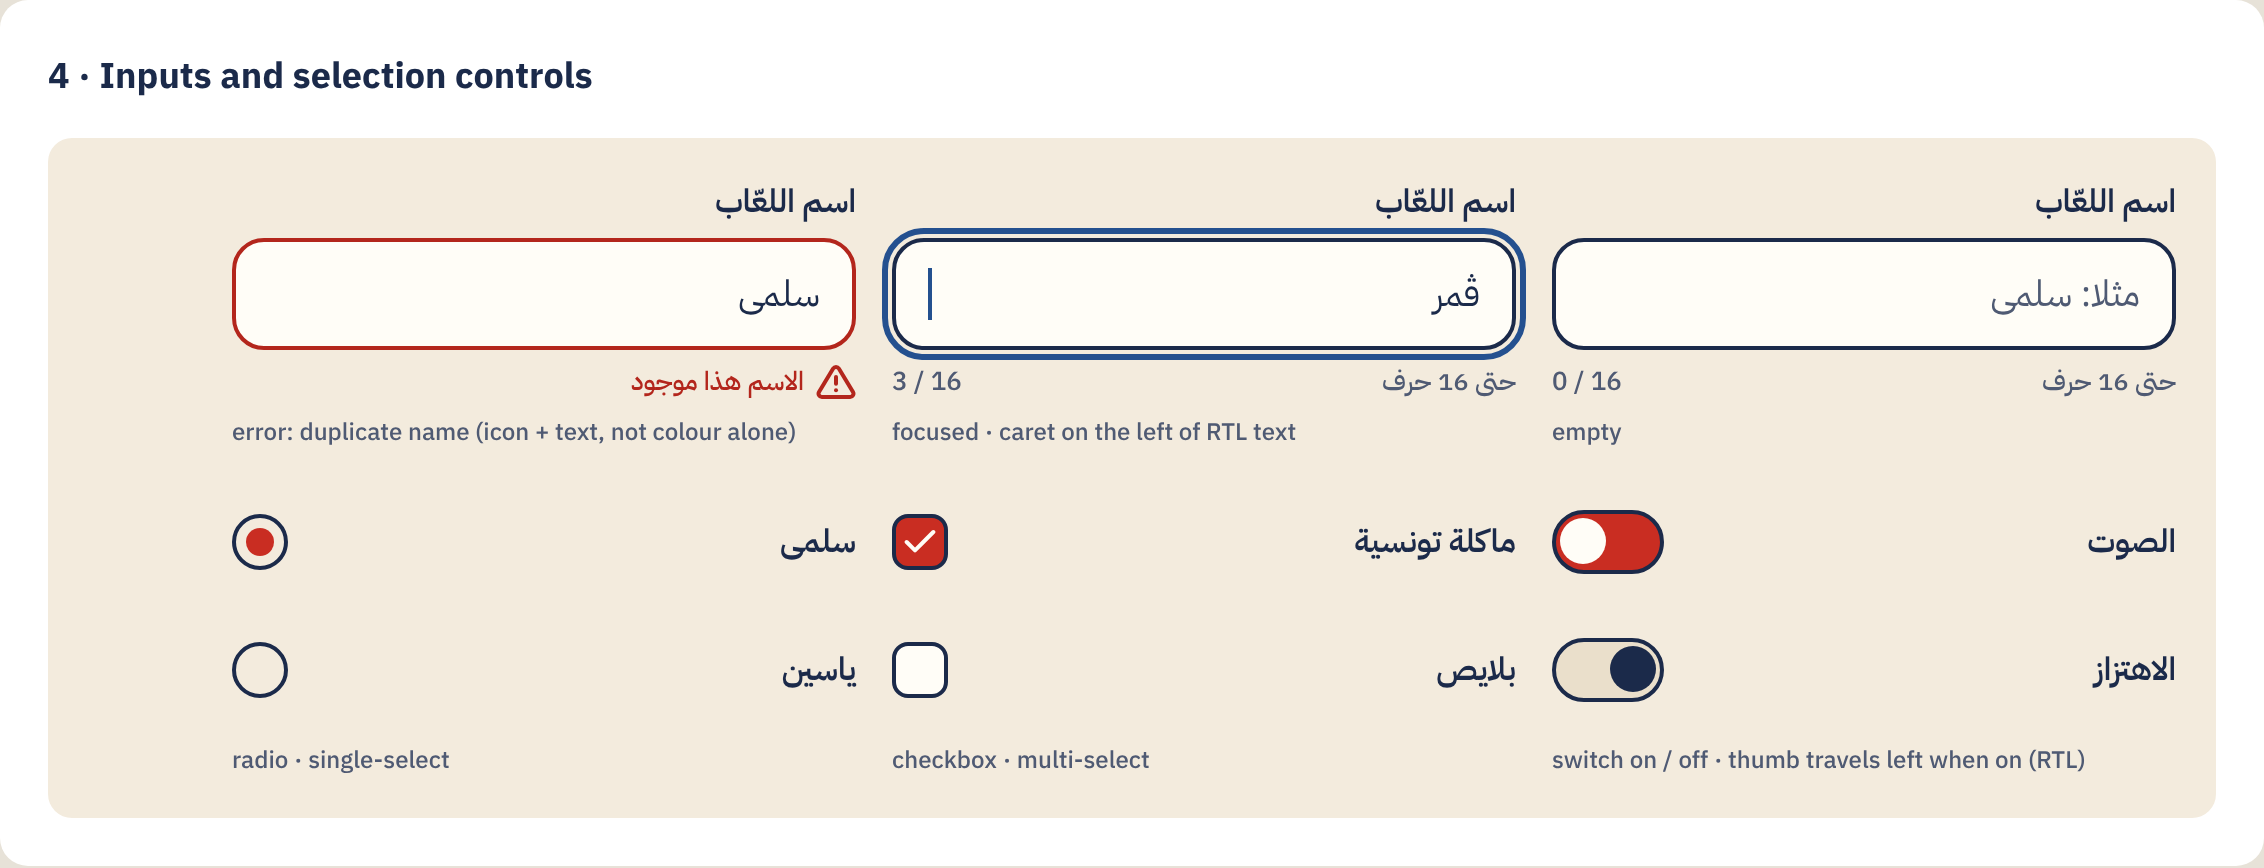 4 · Inputs and selection controls
اسم اللعّاب
مثلا: سلمى
حتى 16 حرف
0 / 16
empty
اسم اللعّاب
ڨمر
حتى 16 حرف
3 / 16
focused · caret on the left of RTL text
اسم اللعّاب
سلمى
الاسم هذا موجود
error: duplicate name (icon + text, not colour alone)
الصوت
الاهتزاز
switch on / off · thumb travels left when on (RTL)
ماكلة تونسية
بلايص
checkbox · multi-select
سلمى
ياسين
radio · single-select